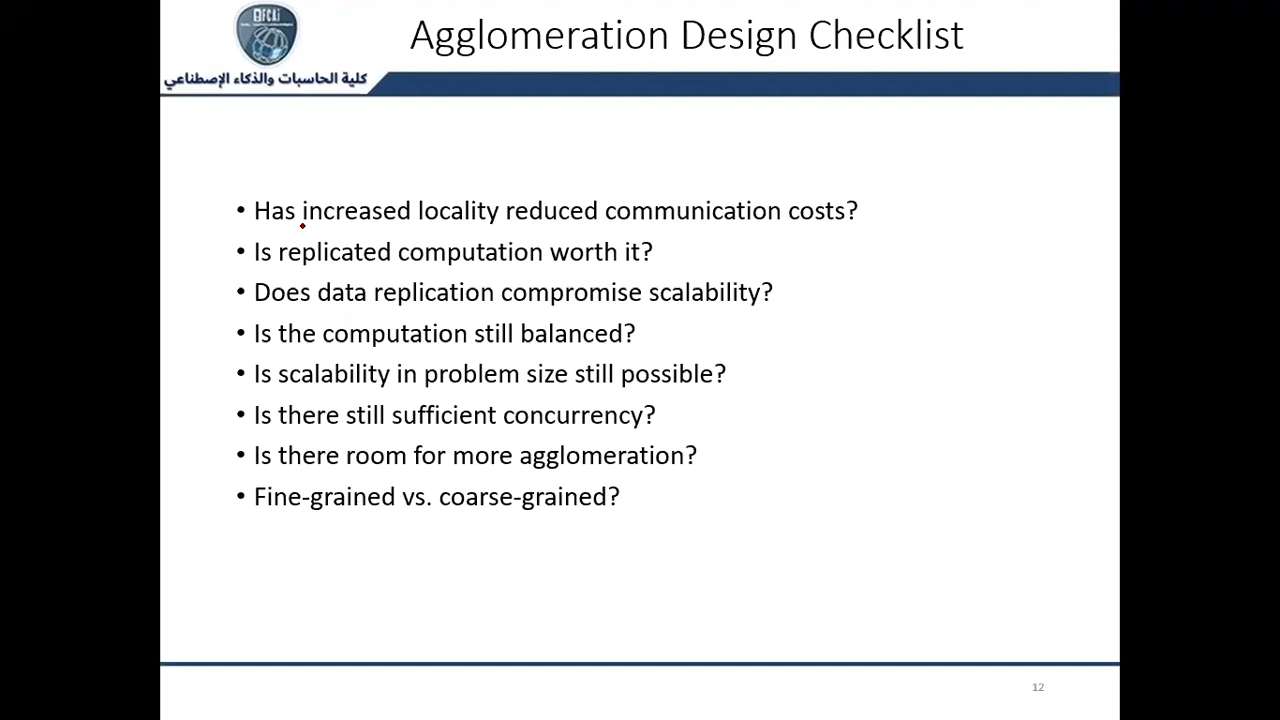 Agglomeration Design Checklist
كلية الحاسبات والذكاء الإصطناعي
• Has increased locality reduced communication costs?
• Is replicated computation worth it?
• Does data replication compromise scalability?
• Is the computation still balanced?
• Is scalability in problem size still possible?
• Is there still sufficient concurrency?
• Is there room for more agglomeration?
• Fine-grained vs. coarse-grained?
12